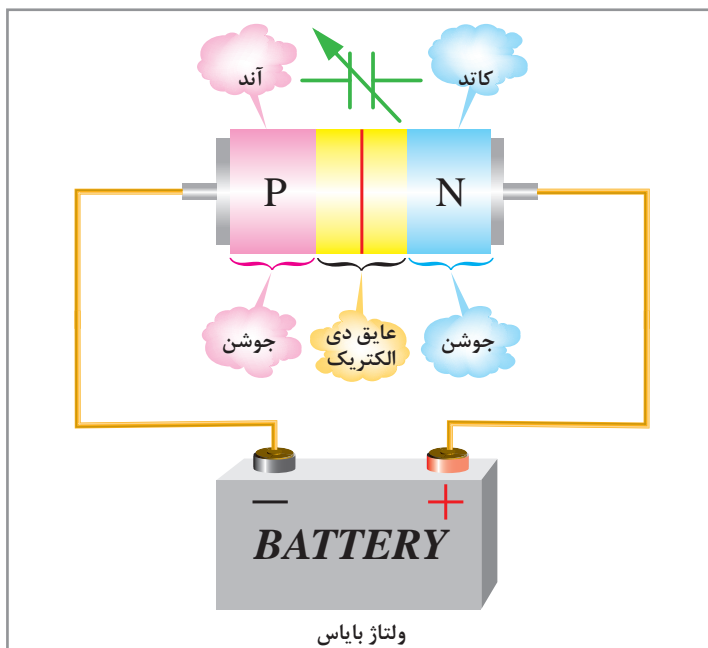 آند
کاتد
P
N
جوشن
عایق دی
الکتریک
جوشن
− +
BATTERY
ولتاژ بایاس